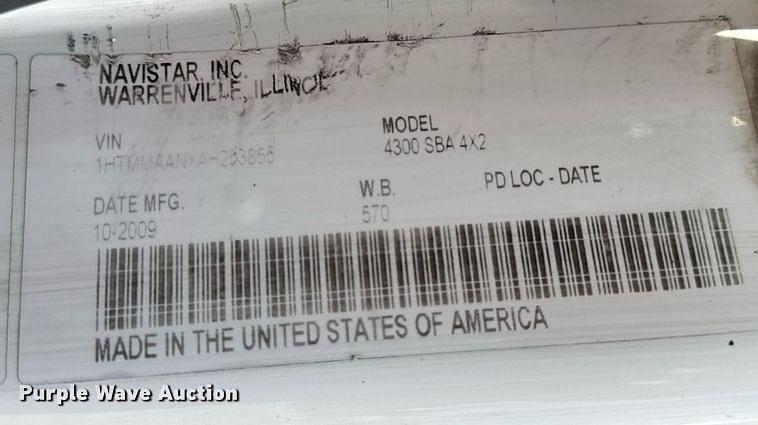 NAVISTAR, INC.
WARRENVILLE, ILLINOIS
VIN
MODEL
4300 SBA 4X2
DATE MFG.
10-2009
W.B.
570
PD LOC - DATE
MADE IN THE UNITED STATES OF AMERICA
Purple Wave Auction